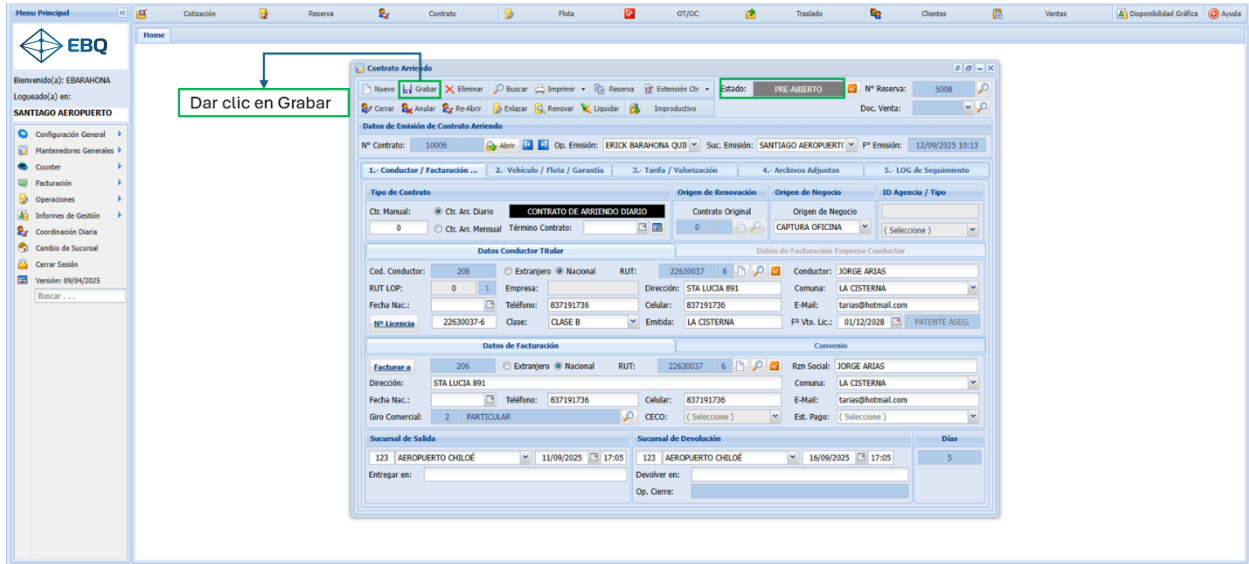 Menu Principal
Cotización Reserva Contrato Flota OT/OC Traslado Clientes Ventas Disponibilidad Gráfica Ayuda
Home
EBQ
Bienvenido(a): EBARAHONA
Logueado(a) en:
SANTIAGO AEROPUERTO
Configuración General
Mantenedores Generales
Counter
Facturación
Operaciones
Informes de Gestión
Coordinación Diaria
Cambio de Sucursal
Cerrar Sesión
Versión: 09/04/2025
Buscar . . .
Dar clic en Grabar
Contrato Arriendo
Nuevo Grabar Eliminar Buscar Imprimir Reserva Extensión Ctr Estado: PRE-ABIERTO Nº Reserva: 5008
Cerrar Anular Re-Abrir Enlazar Renovar Liquidar Improductivo Doc. Venta:
Datos de Emisión de Contrato Arriendo
Nº Contrato: 10006 Abrir Op. Emisión: ERICK BARAHONA QUI Suc. Emisión: SANTIAGO AEROPUERT( Fº Emisión: 12/09/2025 10:13
1.- Conductor / Facturación ... 2.- Vehículo / Flota / Garantía 3.- Tarifa / Valorización 4.- Archivos Adjuntos 5.- LOG de Seguimiento
Tipo de Contrato Origen de Renovación Origen de Negocio ID Agencia / Tipo
Ctr. Manual: Ctr. Arr. Diario CONTRATO DE ARRIENDO DIARIO Contrato Original Origen de Negocio
0 Ctr. Arr. Mensual Término Contrato: 0 CAPTURA OFICINA ( Seleccione )
Datos Conductor Titular Datos de Facturación Empresa Conductor
Cod. Conductor: 206 Extranjero Nacional RUT: 22630037 6 Conductor: JORGE ARIAS
RUT LOP: 0 1 Empresa: Dirección: STA LUCIA 891 Comuna: LA CISTERNA
Fecha Nac.: Teléfono: 837191736 Celular: 837191736 E-Mail: tarias@hotmail.com
Nº Licencia 22630037-6 Clase: CLASE B Emitida: LA CISTERNA Fº Vto. Lic.: 01/12/2028 PATENTE ASEG.
Datos de Facturación Convenio
Facturar a 206 Extranjero Nacional RUT: 22630037 6 Rzn Social: JORGE ARIAS
Dirección: STA LUCIA 891 Comuna: LA CISTERNA
Fecha Nac.: Teléfono: 837191736 Celular: 837191736 E-Mail: tarias@hotmail.com
Giro Comercial: 2 PARTICULAR CECO: ( Seleccione ) Est. Pago: ( Seleccione )
Sucursal de Salida Sucursal de Devolución Días
123 AEROPUERTO CHILOÉ 11/09/2025 17:05 123 AEROPUERTO CHILOÉ 16/09/2025 17:05 5
Entregar en: Devolver en:
Op. Cierre: